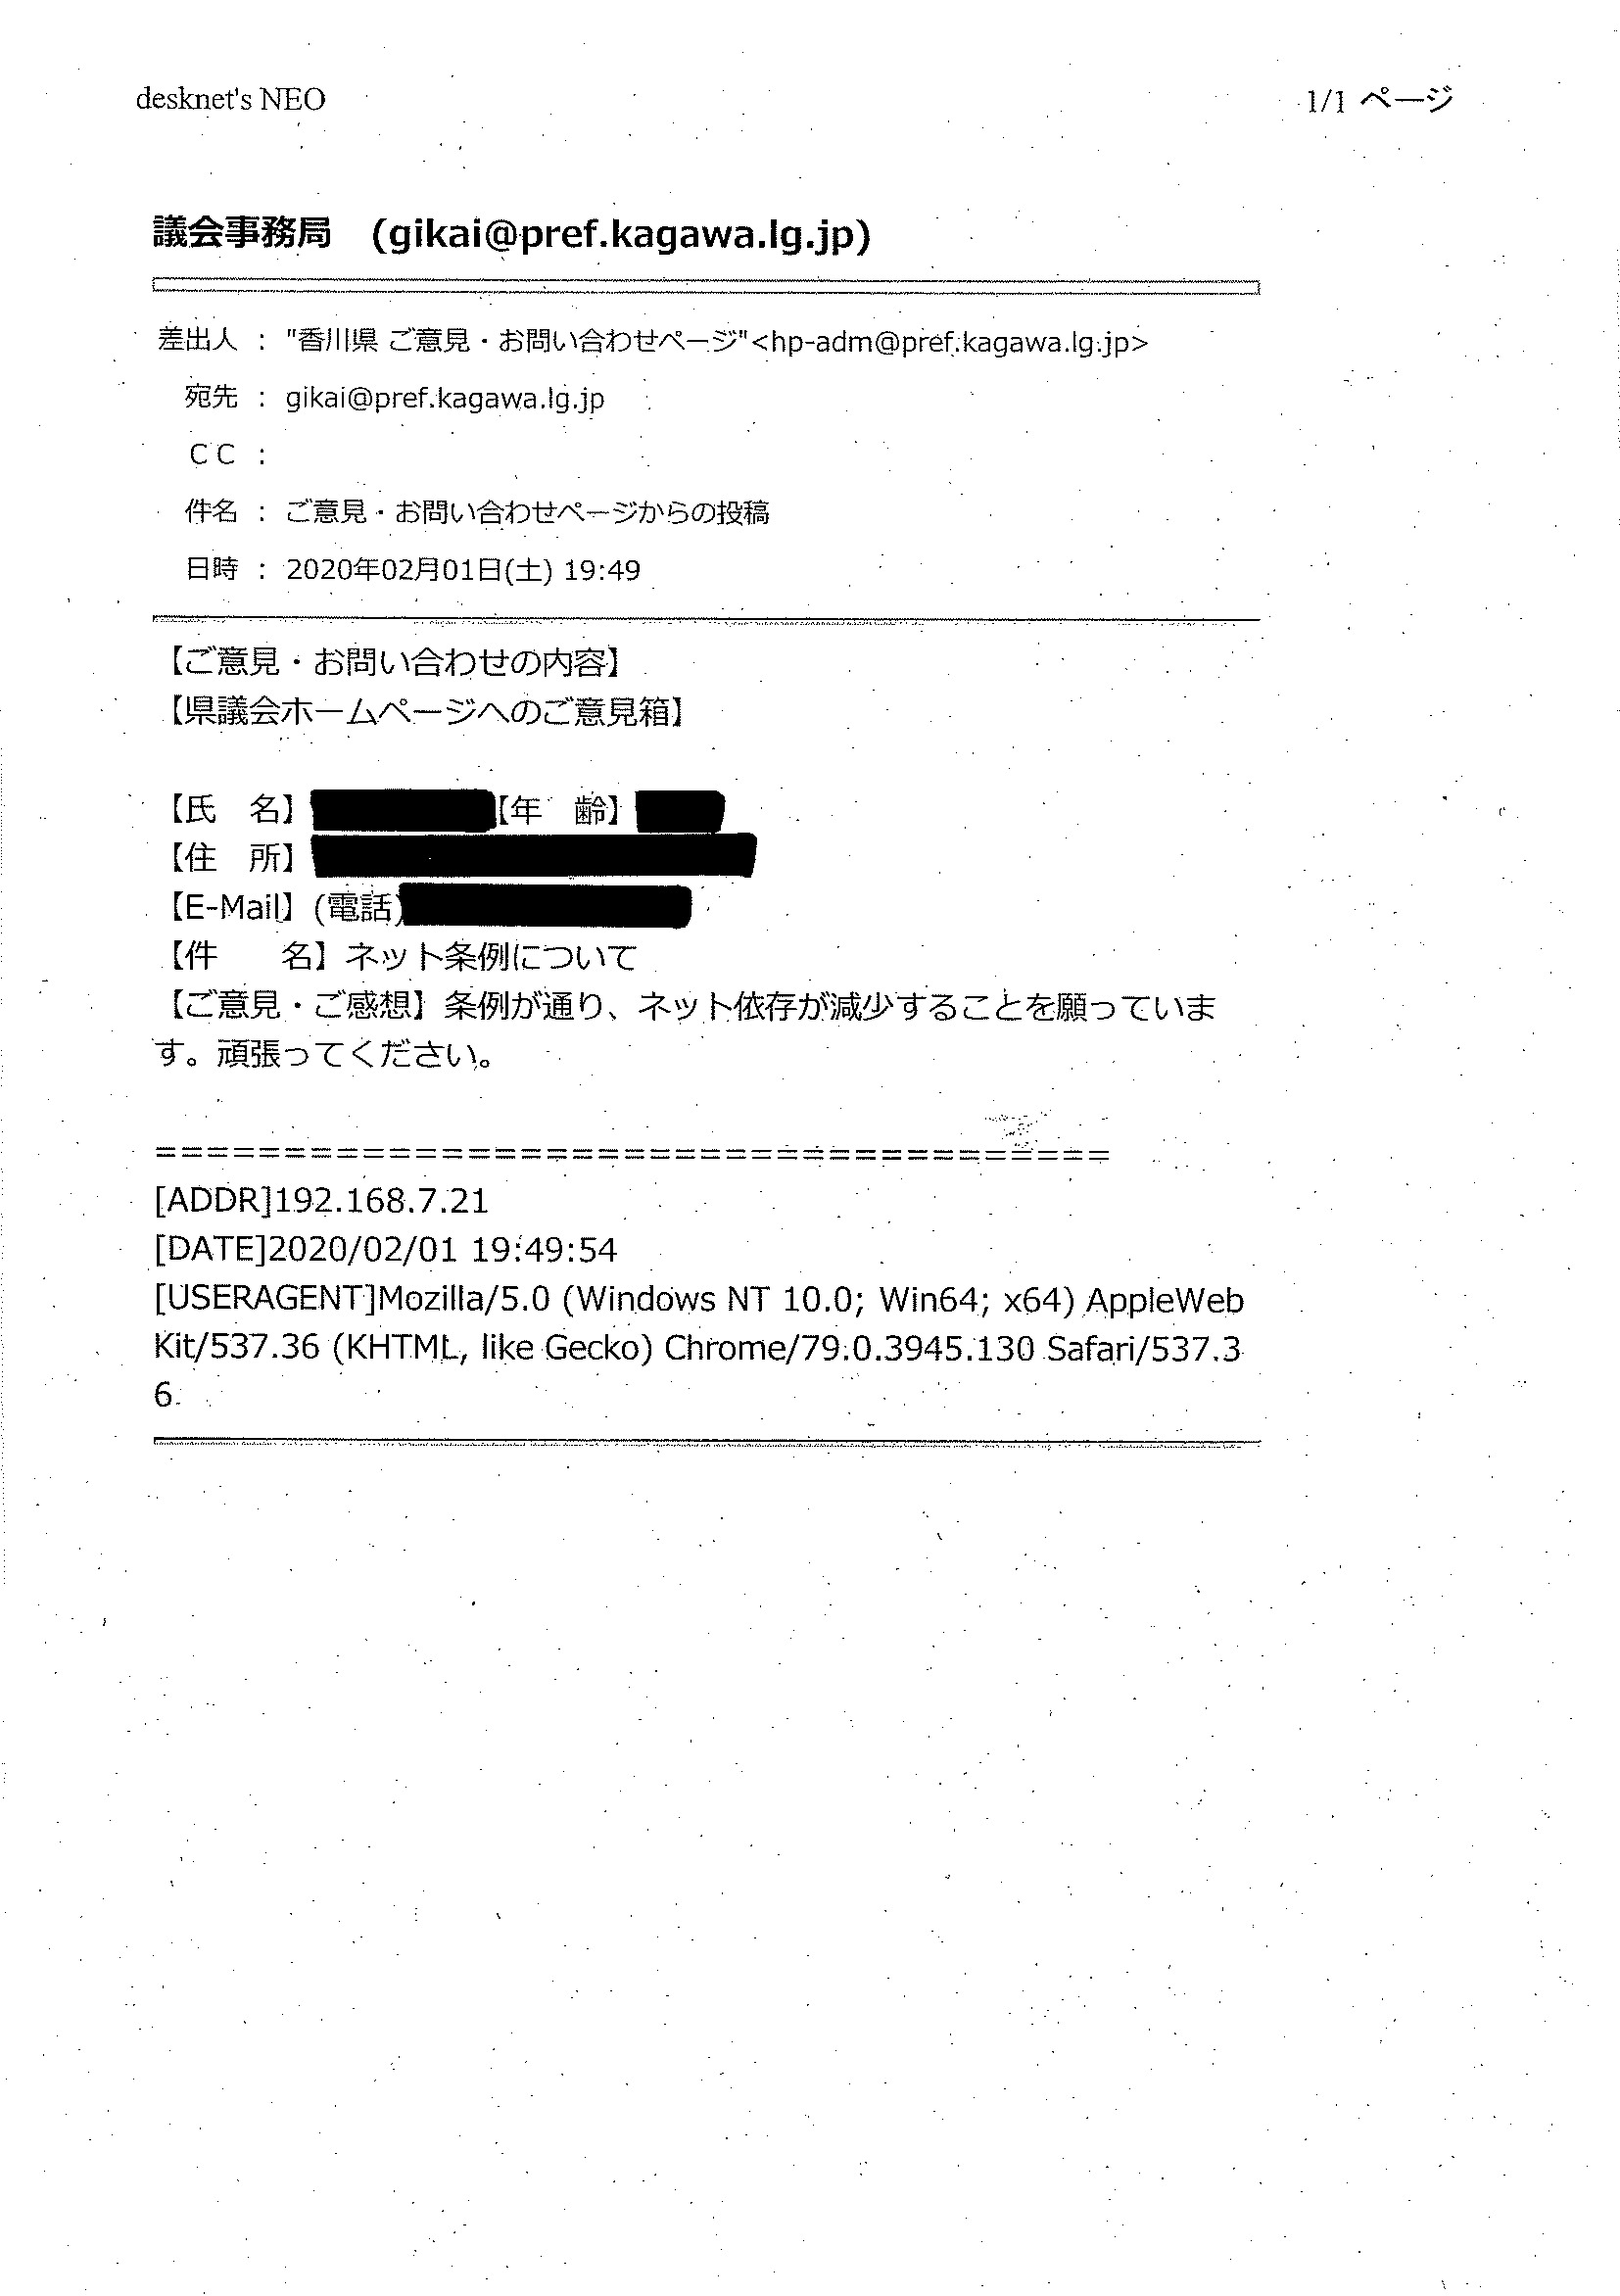 desknet's NEO
1/1 ページ
議会事務局　(gikai@pref.kagawa.lg.jp)
差出人 : "香川県 ご意見・お問い合わせページ"<hp-adm@pref.kagawa.lg.jp>
宛先 : gikai@pref.kagawa.lg.jp
ＣＣ :
件名 : ご意見・お問い合わせページからの投稿
日時 : 2020年02月01日(土) 19:49
【ご意見・お問い合わせの内容】
【県議会ホームページへのご意見箱】
【氏　名】 【年　齢】
【住　所】
【E-Mail】(電話)
【件　　名】ネット条例について
【ご意見・ご感想】条例が通り、ネット依存が減少することを願っていま
す。頑張ってください。
=====================================
[ADDR]192.168.7.21
[DATE]2020/02/01 19:49:54
[USERAGENT]Mozilla/5.0 (Windows NT 10.0; Win64; x64) AppleWeb
Kit/537.36 (KHTML, like Gecko) Chrome/79.0.3945.130 Safari/537.3
6